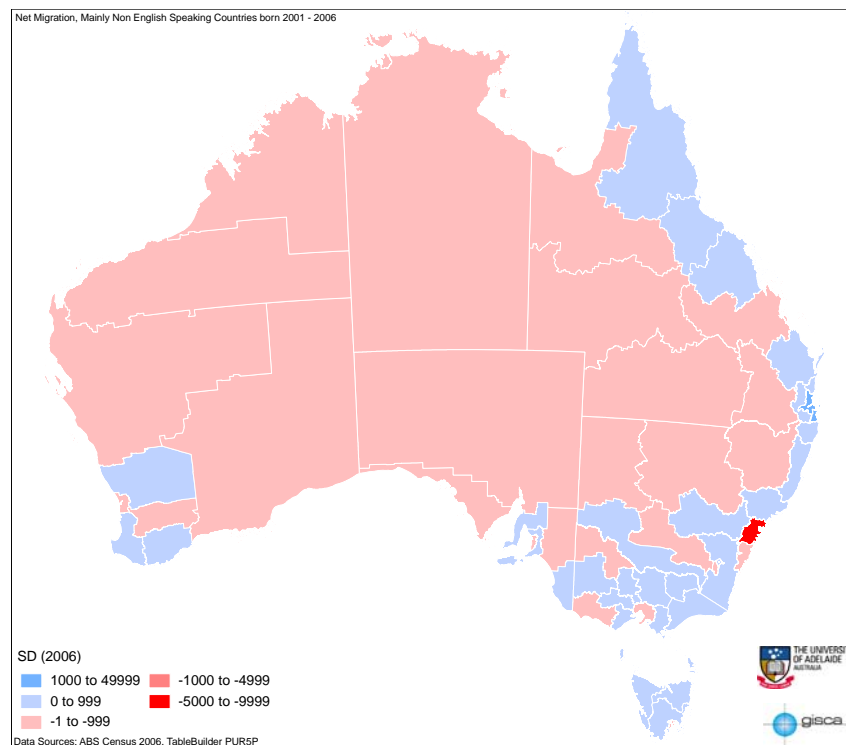 Net Migration, Mainly Non English Speaking Countries born 2001 - 2006
SD (2006)
1000 to 49999
0 to 999
-1 to -999
-1000 to -4999
-5000 to -9999
THE UNIVERSI
OF ADELAIDE
AUSTRALIA
gisca
Data Sources: ABS Census 2006, TableBuilder PUR5P